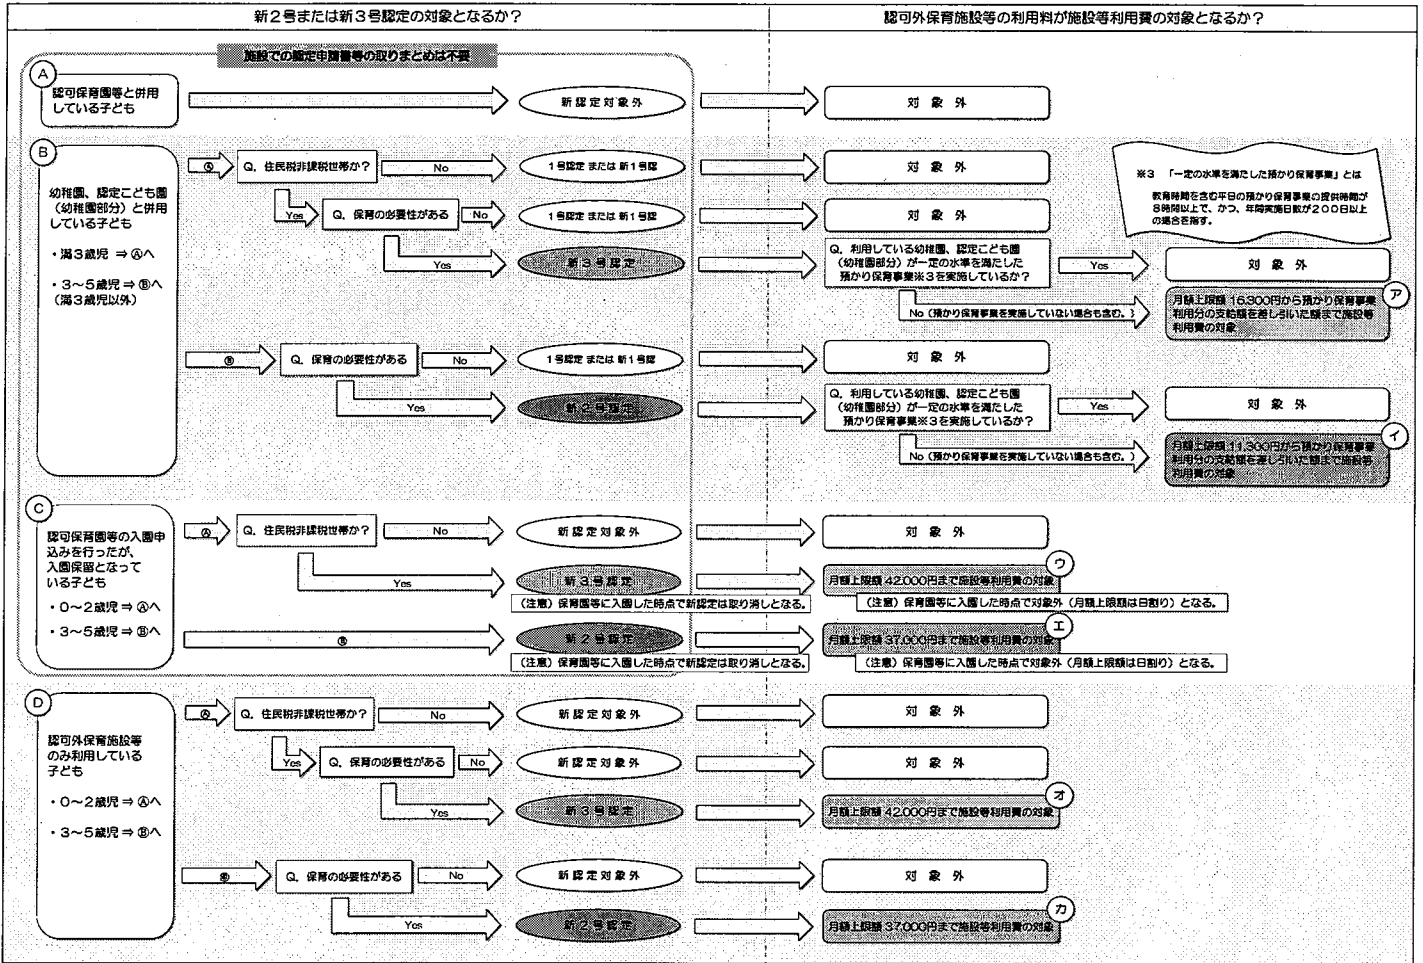 新２号または新３号認定の対象となるか？
認可外保育施設等の利用料が施設等利用費の対象となるか？
施設での認定申請書等の取りまとめは不要
A
認可保育園等と併用
している子ども
新認定対象外
対　象　外
B
幼稚園、認定こども園
（幼稚園部分）と併用
している子ども
・満３歳児 ⇒ Ⓐへ
・３～５歳児 ⇒ Ⓑへ
（満３歳児以外）
Ⓐ
Q．住民税非課税世帯か？
No
１号認定 または 新１号認
対　象　外
Yes
Q．保育の必要性がある
No
１号認定 または 新１号認
対　象　外
Yes
新３号認定
Q．利用している幼稚園、認定こども園
（幼稚園部分）が一定の水準を満たした
預かり保育事業※３を実施しているか？
Yes
対　象　外
No（預かり保育事業を実施していない場合も含む。）
月額上限額 16,300円から預かり保育事業
利用分の支給額を差し引いた額まで施設等
利用費の対象
ア
※３　「一定の水準を満たした預かり保育事業」とは
教育時間を含む平日の預かり保育事業の提供時間が
８時間以上で、かつ、年間実施日数が２００日以上
の場合を指す。
Ⓑ
Q．保育の必要性がある
No
１号認定 または 新１号認
対　象　外
Yes
新２号認定
Q．利用している幼稚園、認定こども園
（幼稚園部分）が一定の水準を満たした
預かり保育事業※３を実施しているか？
Yes
対　象　外
No（預かり保育事業を実施していない場合も含む。）
月額上限額 11,300円から預かり保育事業
利用分の支給額を差し引いた額まで施設等
利用費の対象
イ
C
認可保育園等の入園申
込みを行ったが、
入園保留となって
いる子ども
・０～２歳児 ⇒ Ⓐへ
・３～５歳児 ⇒ Ⓑへ
Ⓐ
Q．住民税非課税世帯か？
No
新認定対象外
対　象　外
Yes
新３号認定
月額上限額 42,000円まで施設等利用費の対象
ウ
（注意）保育園等に入園した時点で新認定は取り消しとなる。
（注意）保育園等に入園した時点で対象外（月額上限額は日割り）となる。
Ⓑ
新２号認定
月額上限額 37,000円まで施設等利用費の対象
エ
（注意）保育園等に入園した時点で新認定は取り消しとなる。
（注意）保育園等に入園した時点で対象外（月額上限額は日割り）となる。
D
認可外保育施設等
のみ利用している
子ども
・０～２歳児 ⇒ Ⓐへ
・３～５歳児 ⇒ Ⓑへ
Ⓐ
Q．住民税非課税世帯か？
No
新認定対象外
対　象　外
Yes
Q．保育の必要性がある
No
新認定対象外
対　象　外
Yes
新３号認定
月額上限額 42,000円まで施設等利用費の対象
オ
Ⓑ
Q．保育の必要性がある
No
新認定対象外
対　象　外
Yes
新２号認定
月額上限額 37,000円まで施設等利用費の対象
カ